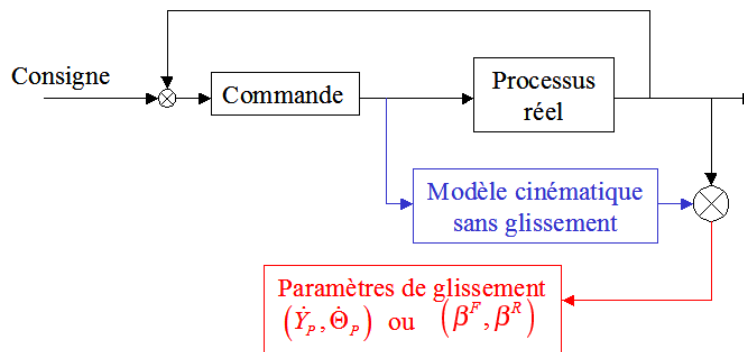 Consigne
Commande
Processus
réel
Modèle cinématique
sans glissement
Paramètres de glissement
(Ẏ_P, Θ̇_P) ou (β^F, β^R)